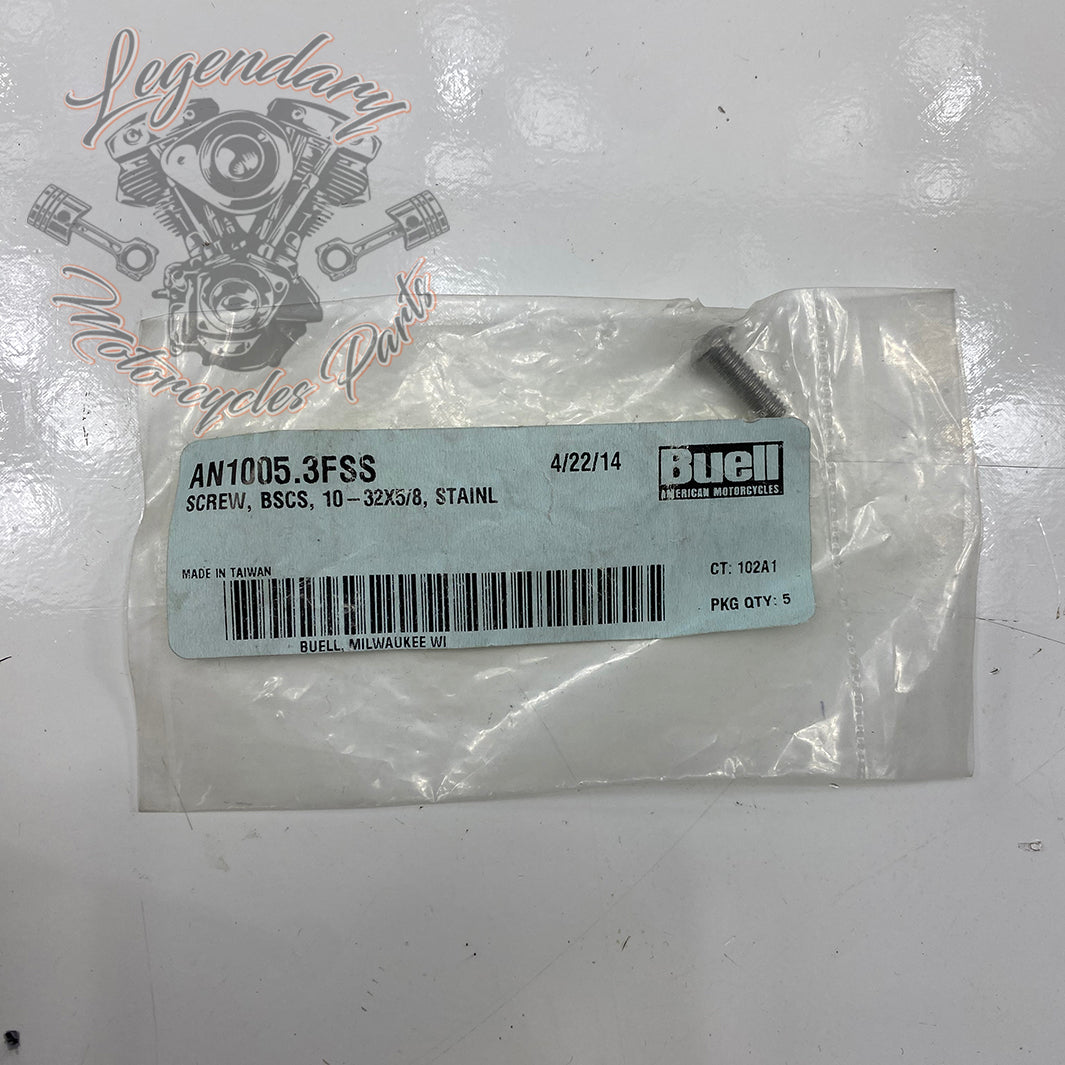 Legendary
Motorcycles Parts
AN1005.3FSS
4/22/14
Buell
AMERICAN MOTORCYCLES
SCREW, BSCS, 10-32X5/8, STAINL
MADE IN TAIWAN
CT: 102A1
PKG QTY: 5
BUELL, MILWAUKEE WI